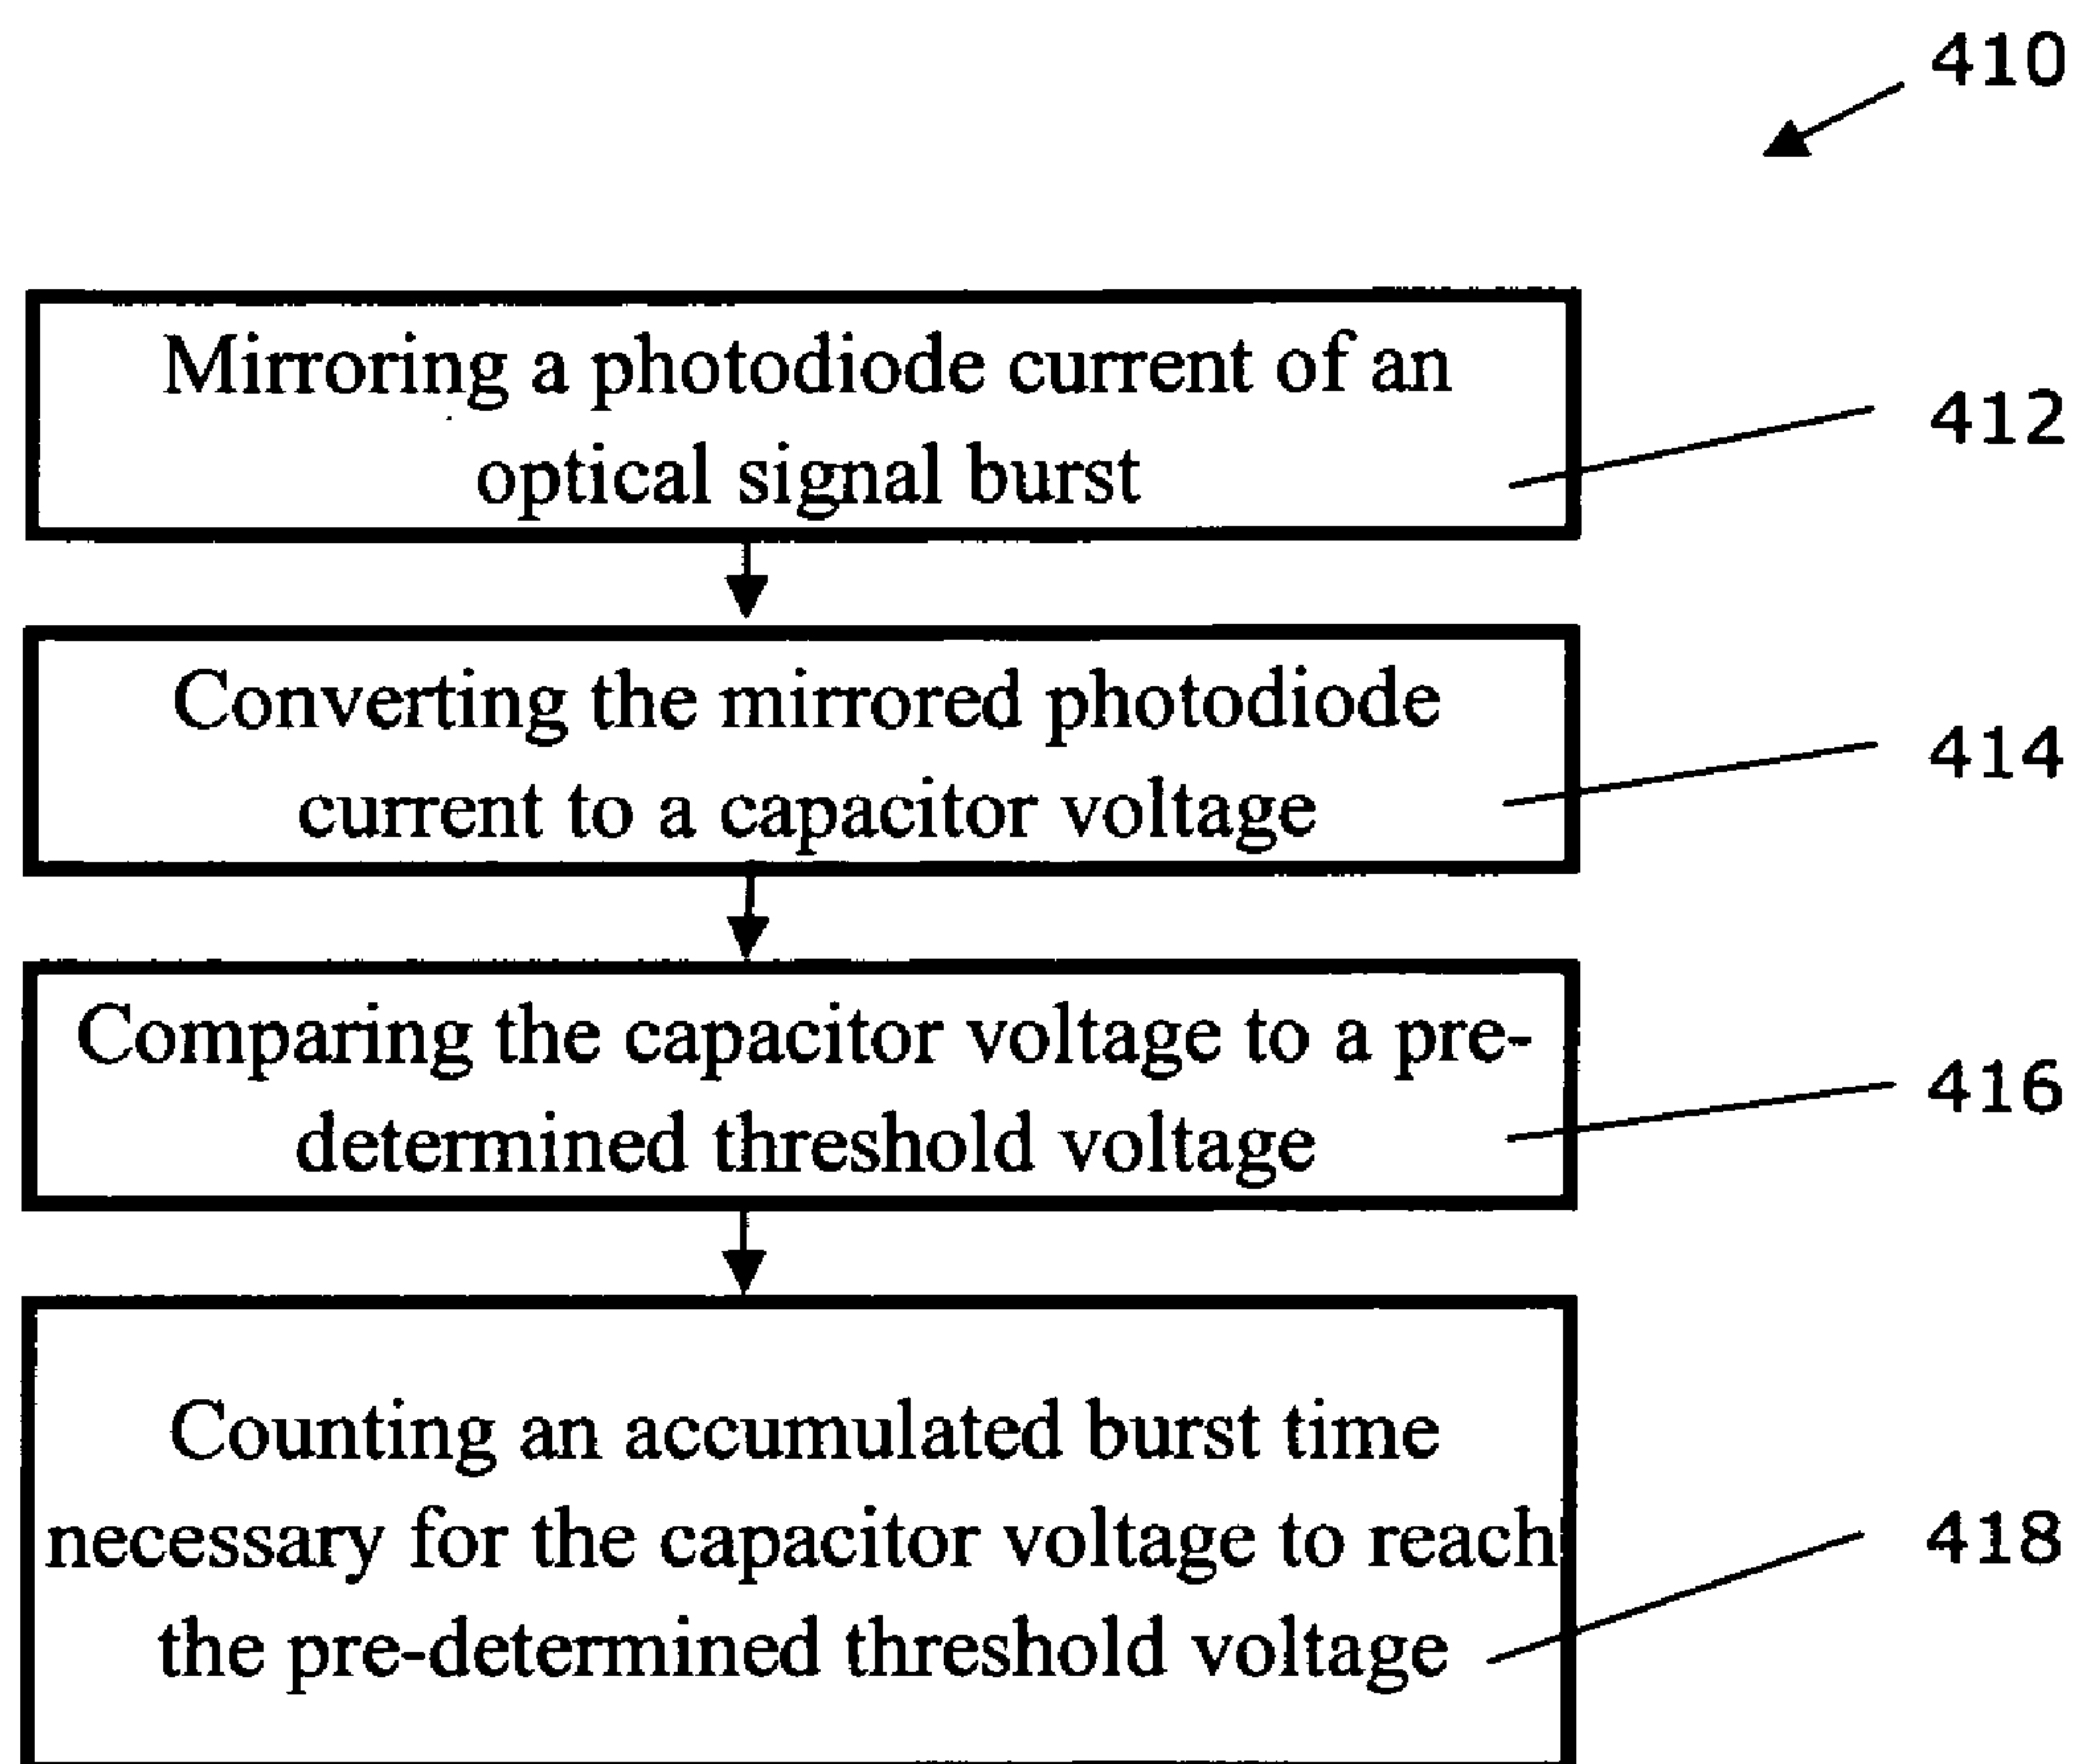 410
Mirroring a photodiode current of an
optical signal burst
412
Converting the mirrored photodiode
current to a capacitor voltage
414
Comparing the capacitor voltage to a pre-
determined threshold voltage
416
Counting an accumulated burst time
necessary for the capacitor voltage to reach
the pre-determined threshold voltage
418